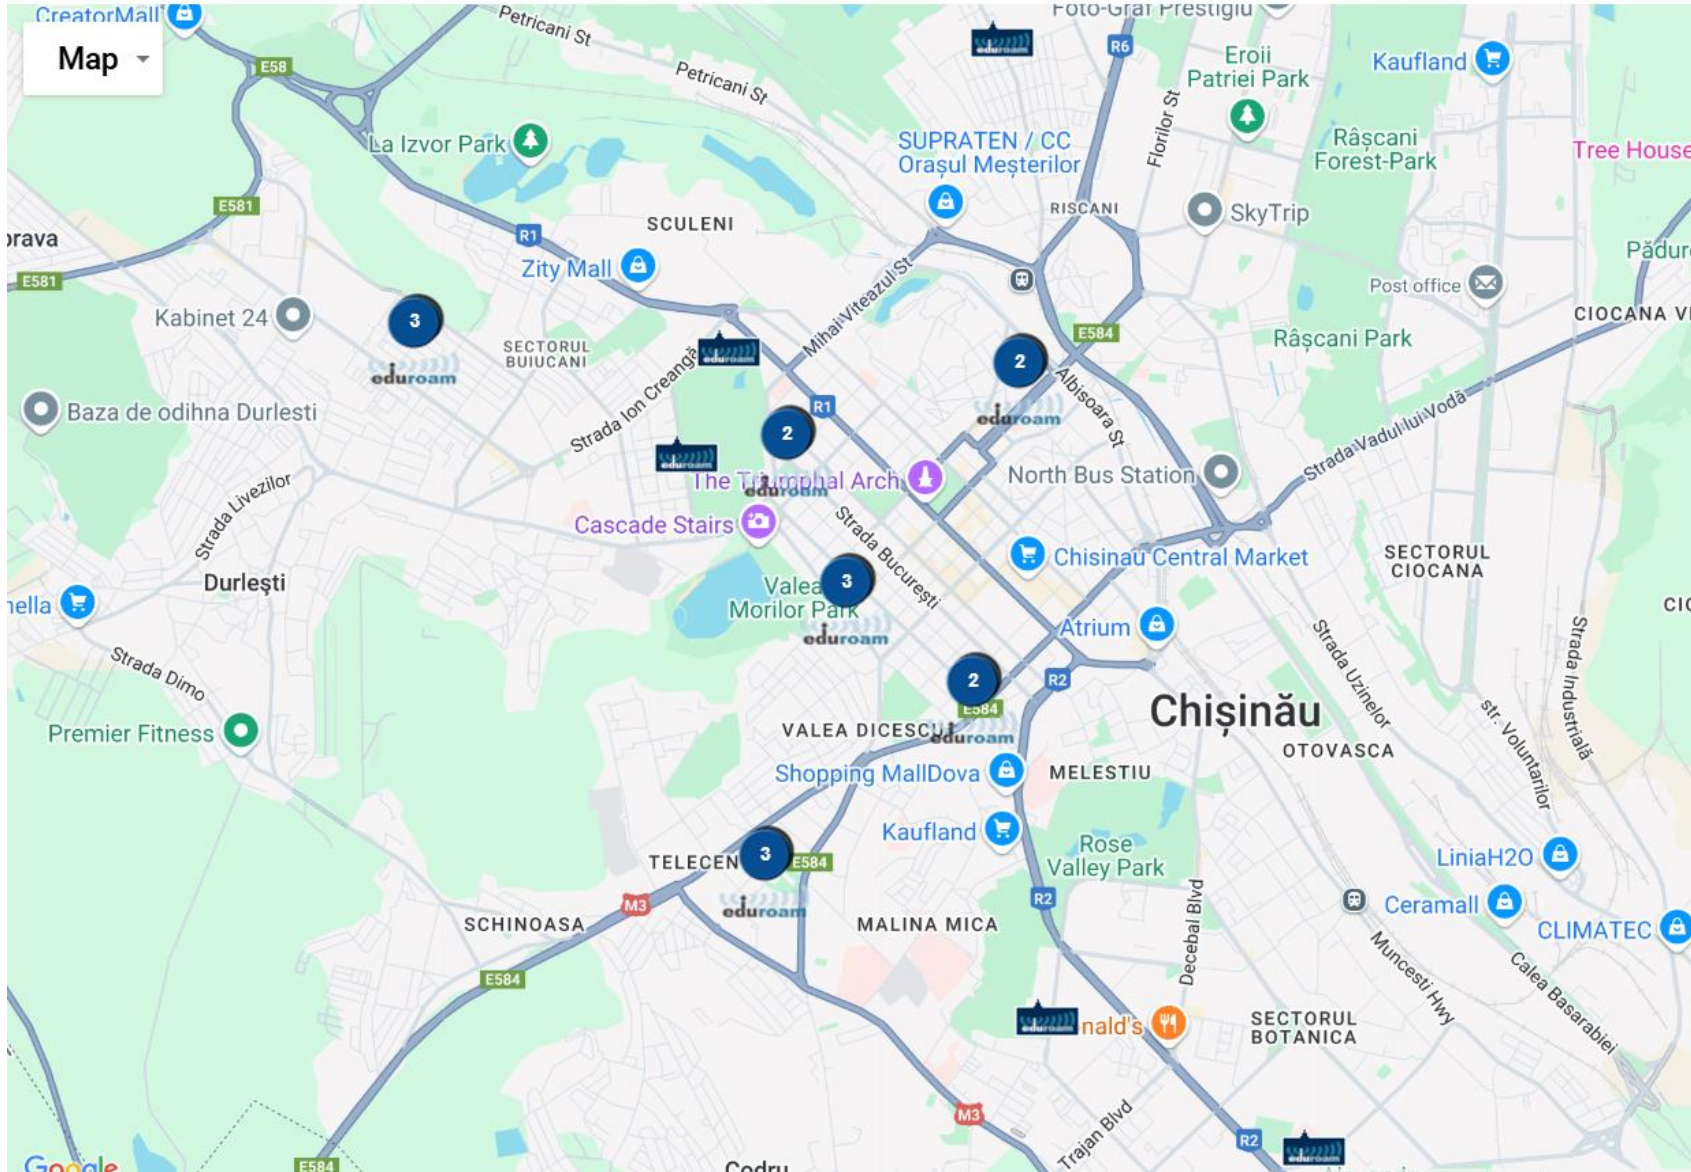 CreatorMall
Map
Petricani St
Petricani St
E58
La Izvor Park
E581
E581
R1
SCULENI
Zity Mall
Kabinet 24
3
eduroam
SECTORUL
BUIUCANI
Baza de odihna Durlesti
Strada Ion Creangă
eduroam
eduroam
Foto-Graf Prestigiu
eduroam
R6
Eroii
Patriei Park
Kaufland
SUPRATEN / CC
Orașul Meșterilor
Florilor St
Râșcani
Forest-Park
Tree House
RISCANI
SkyTrip
Post office
CIOCANA
Mihai Viteazul St
E584
Râșcani Park
2
eduroam
Albisoara St
R1
2
eduroam
The Triumphal Arch
Cascade Stairs
North Bus Station
Strada Vadul lui Vodă
Strada Livezilor
Durlești
Strada București
Chisinau Central Market
SECTORUL
CIOCANA
Valea
Morilor Park
3
eduroam
Atrium
Strada Dimo
Premier Fitness
2
E584
eduroam
R2
VALEA DICESCU
Chișinău
OTOVASCA
Strada Uzinelor
Strada Industrială
str. Voluntarilor
Shopping MallDova
MELESTIU
Kaufland
Rose
Valley Park
LiniaH2O
Ceramall
CLIMATEC
3
E584
eduroam
M3
SCHINOASA
MALINA MICA
R2
Decebal Blvd
Muncesti Hwy
Calea Basarabiei
E584
eduroam
nald's
SECTORUL
BOTANICA
M3
Trajan Blvd
R2
eduroam
Google
E584
Codru